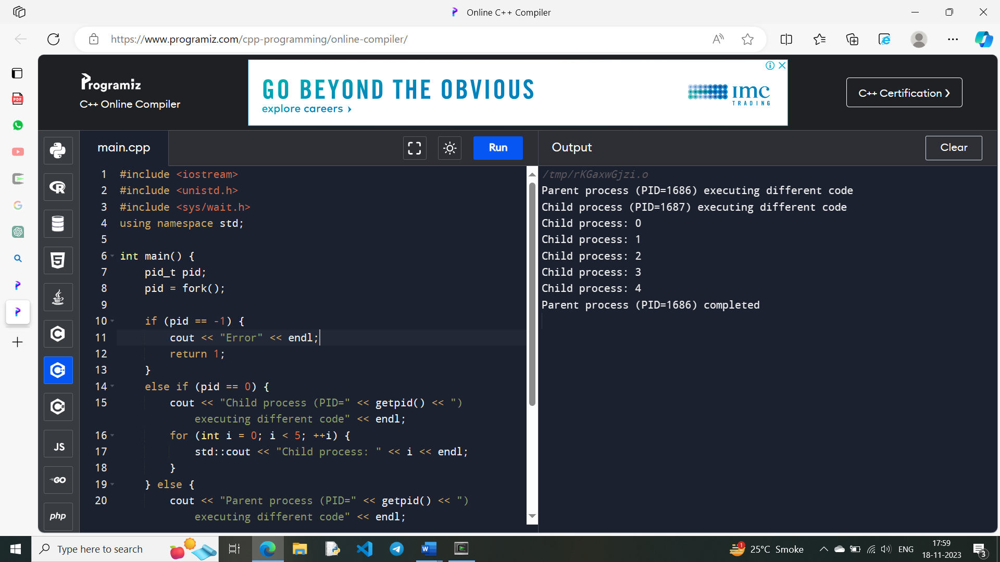 Online C++ Compiler
https://www.programiz.com/cpp-programming/online-compiler/
Programiz
C++ Online Compiler
GO BEYOND THE OBVIOUS
explore careers ›
imc
TRADING
C++ Certification ❯
main.cpp
Run
Output
Clear
1 #include <iostream>
2 #include <unistd.h>
3 #include <sys/wait.h>
4 using namespace std;
5
6 int main() {
7 pid_t pid;
8 pid = fork();
9
10 if (pid == -1) {
11 cout << "Error" << endl;
12 return 1;
13 }
14 else if (pid == 0) {
15 cout << "Child process (PID=" << getpid() << ")
executing different code" << endl;
16 for (int i = 0; i < 5; ++i) {
17 std::cout << "Child process: " << i << endl;
18 }
19 } else {
20 cout << "Parent process (PID=" << getpid() << ")
executing different code" << endl;
/tmp/rKGaxwGjzi.o
Parent process (PID=1686) executing different code
Child process (PID=1687) executing different code
Child process: 0
Child process: 1
Child process: 2
Child process: 3
Child process: 4
Parent process (PID=1686) completed
PDF
R
5
C
JS
GO
php
Type here to search
1
25°C Smoke
ENG
17:59
18-11-2023
3